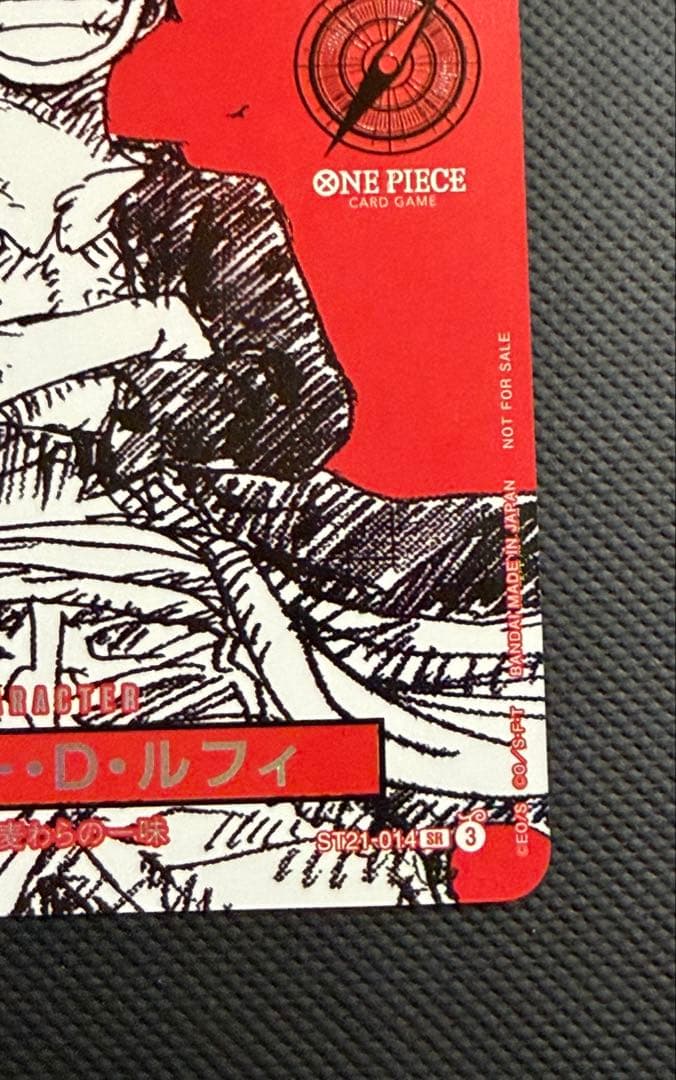 ONE PIECE
CARD GAME
NOT FOR SALE
BANDAI MADE IN JAPAN
©EO/S ©O/S・F・T
RACTER
・D・ルフィ
麦わらの一味
ST21-014 SR 3